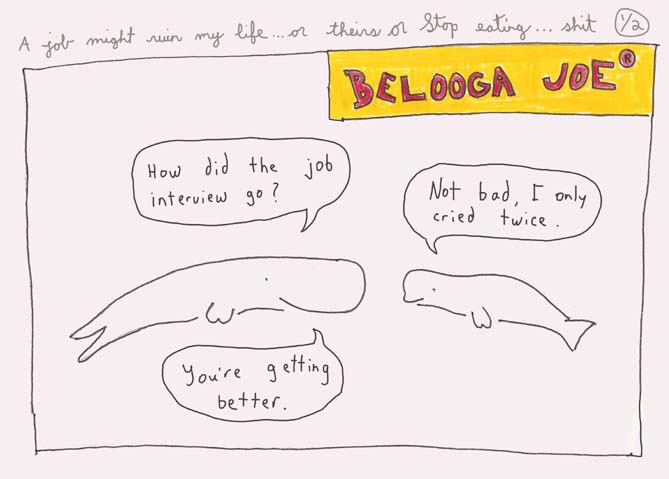 A job might ruin my life...or theirs or Stop eating... shit 1/2
BELOOGA JOE®
How did the job
interview go?
Not bad, I only
cried twice.
You're getting
better.